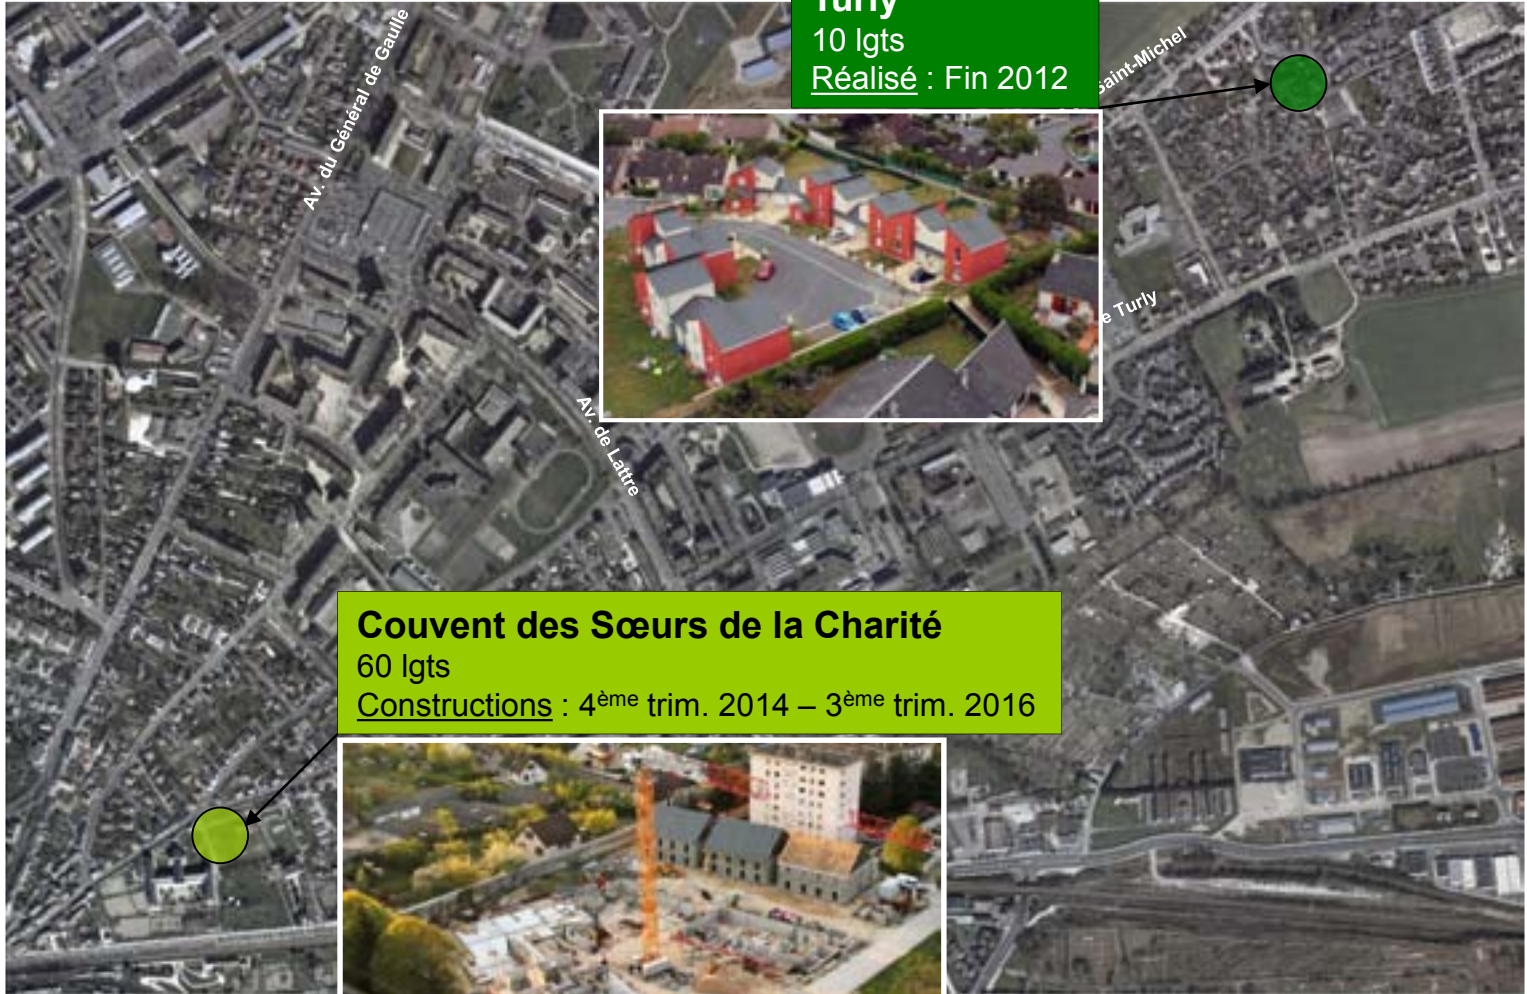 Turly
10 lgts
Réalisé : Fin 2012
Saint-Michel
Av. du Général de Gaulle
e Turly
Av. de Lattre
Couvent des Sœurs de la Charité
60 lgts
Constructions : 4ème trim. 2014 – 3ème trim. 2016